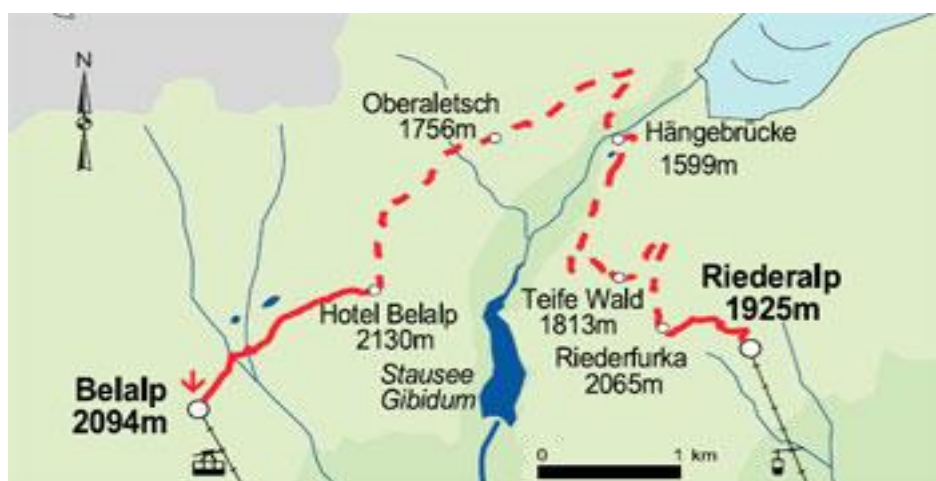 N
Oberaletsch
1756m
Hängebrücke
1599m
Riederalp
1925m
Teife Wald
1813m
Hotel Belalp
2130m
Riederfurka
2065m
Stausee
Gibidum
Belalp
2094m
0 1 km